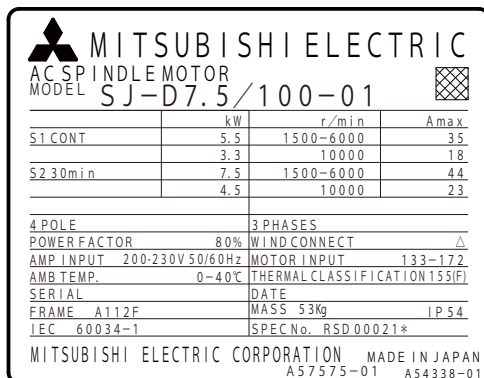 MITSUBISHI ELECTRIC
AC SPINDLE MOTOR
MODEL SJ-D7.5/100-01
kW r/min Amax
S1 CONT 5.5 1500-6000 35
3.3 10000 18
S2 30min 7.5 1500-6000 44
4.5 10000 23
4 POLE 3 PHASES
POWER FACTOR 80% WIND CONNECT △
AMP INPUT 200-230V 50/60Hz MOTOR INPUT 133-172
AMB TEMP. 0-40℃ THERMAL CLASSIFICATION 155(F)
SERIAL DATE
FRAME A112F MASS 53Kg IP54
IEC 60034-1 SPEC No. RSD00021*
MITSUBISHI ELECTRIC CORPORATION MADE IN JAPAN
A57575-01 A54338-01